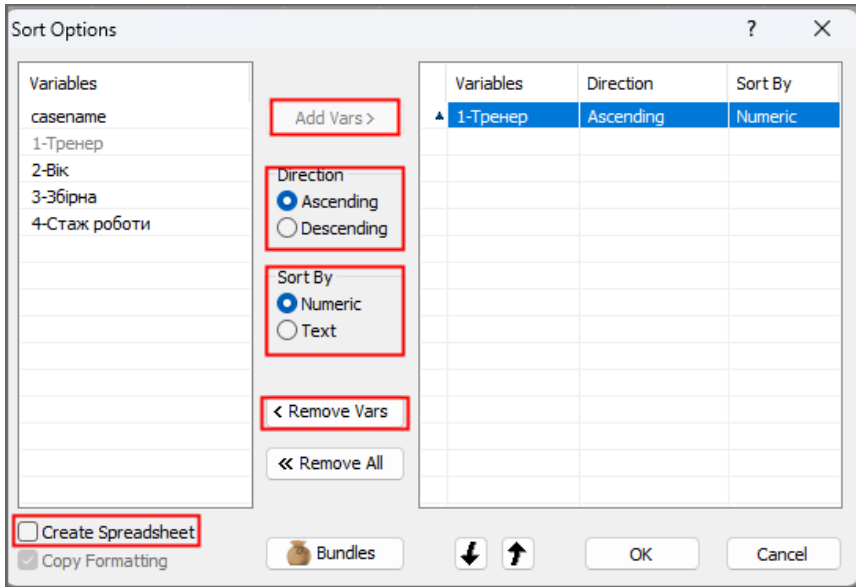 Sort Options
?
Variables
casename
1-Тренер
2-Вік
3-Збірна
4-Стаж роботи
Add Vars >
Direction
Ascending
Descending
Sort By
Numeric
Text
< Remove Vars
<< Remove All
Variables Direction Sort By
1-Тренер Ascending Numeric
Create Spreadsheet
Copy Formatting
Bundles
OK
Cancel